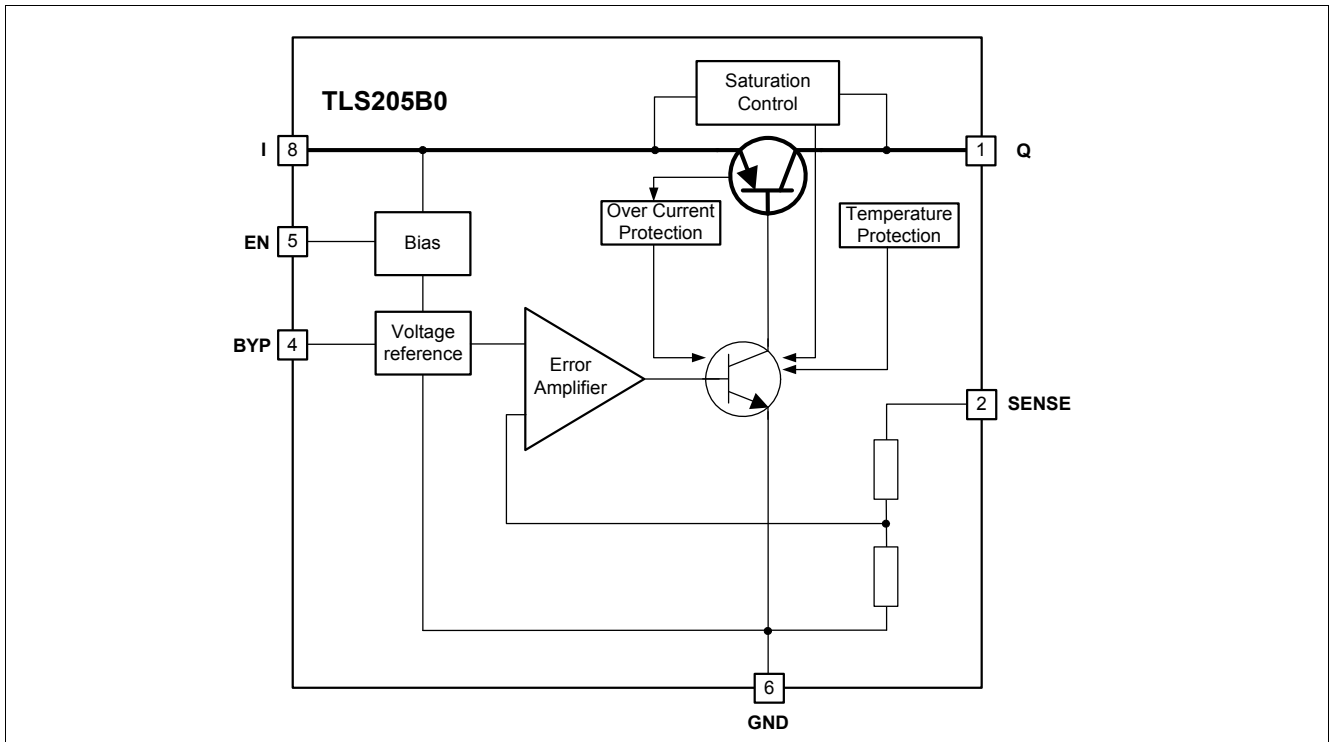 TLS205B0
Saturation
Control
I
8
1
Q
Over Current
Protection
Temperature
Protection
EN
5
Bias
BYP
4
Voltage
reference
Error
Amplifier
2
SENSE
6
GND